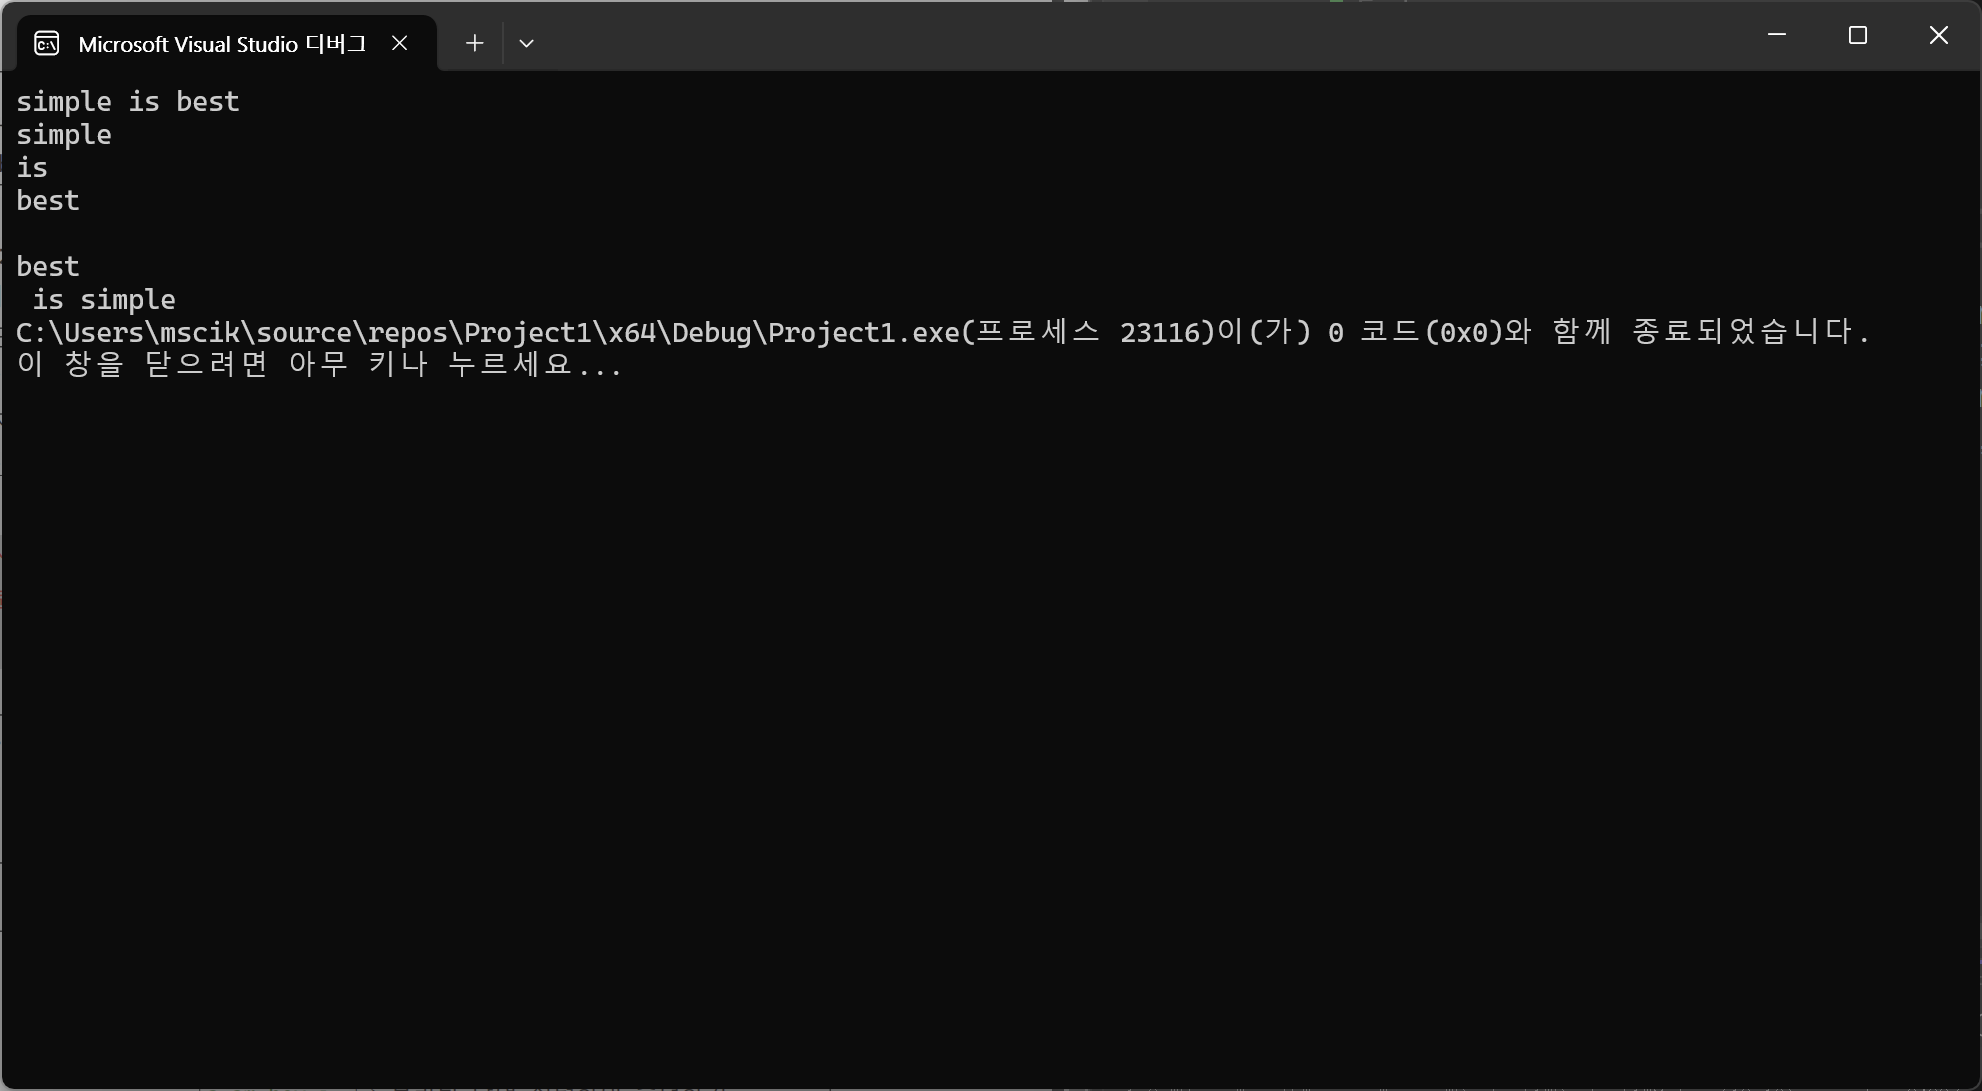 Microsoft Visual Studio 디버그
simple is best
simple
is
best
best
 is simple
C:\Users\mscik\source\repos\Project1\x64\Debug\Project1.exe(프로세스 23116)이(가) 0 코드(0x0)와 함께 종료되었습니다.
이 창을 닫으려면 아무 키나 누르세요...